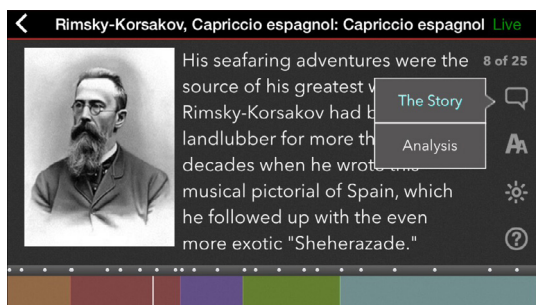 Rimsky-Korsakov, Capriccio espagnol: Capriccio espagnol Live
His seafaring adventures were the
8 of 25
source of his greatest
Rimsky-Korsakov had
landlubber for more
decades when he wrote this
musical pictorial of Spain, which
he followed up with the even
more exotic "Sheherazade."
The Story
Analysis
AA
?